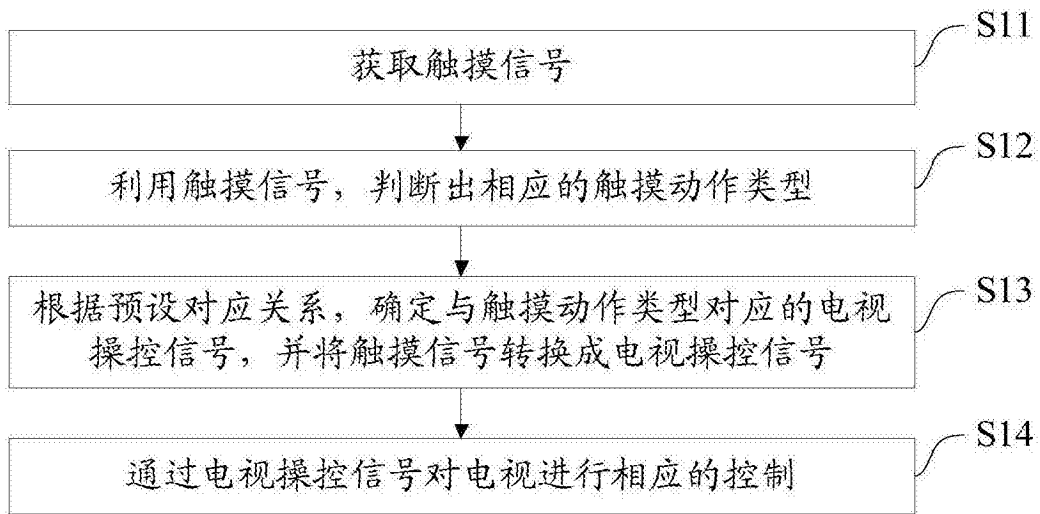 S11
获取触摸信号
S12
利用触摸信号，判断出相应的触摸动作类型
S13
根据预设对应关系，确定与触摸动作类型对应的电视
操控信号，并将触摸信号转换成电视操控信号
S14
通过电视操控信号对电视进行相应的控制